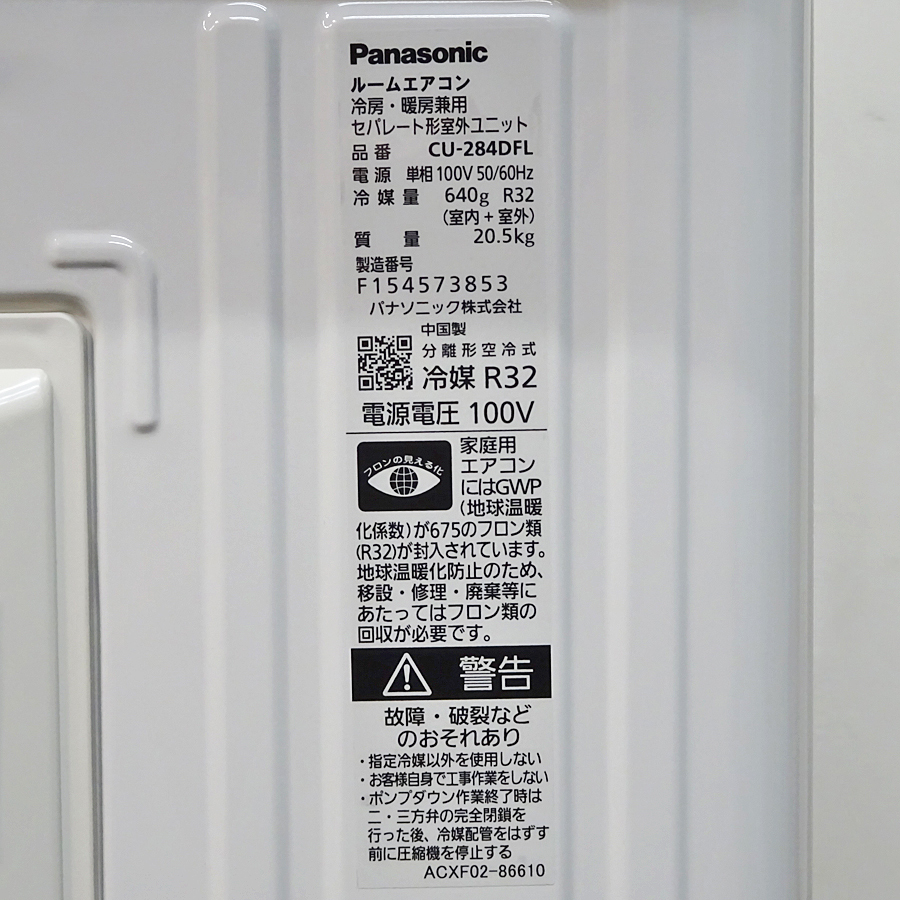 Panasonic
ルームエアコン
冷房・暖房兼用
セパレート形室外ユニット
品番 CU-284DFL
電源 単相100V 50/60Hz
冷媒量 640g R32
(室内+室外)
質量 20.5kg
製造番号
F154573853
パナソニック株式会社
中国製
分離形空冷式
冷媒 R32
電源電圧 100V
フロンの見える化
家庭用
エアコン
にはGWP
(地球温暖
化係数)が675のフロン類
(R32)が封入されています。
地球温暖化防止のため、
移設・修理・廃棄等に
あたってはフロン類の
回収が必要です。
警告
故障・破裂など
のおそれあり
・指定冷媒以外を使用しない
・お客様自身で工事作業をしない
・ポンプダウン作業終了時は
二・三方弁の完全閉鎖を
行った後、冷媒配管をはずす
前に圧縮機を停止する
ACXF02-86610